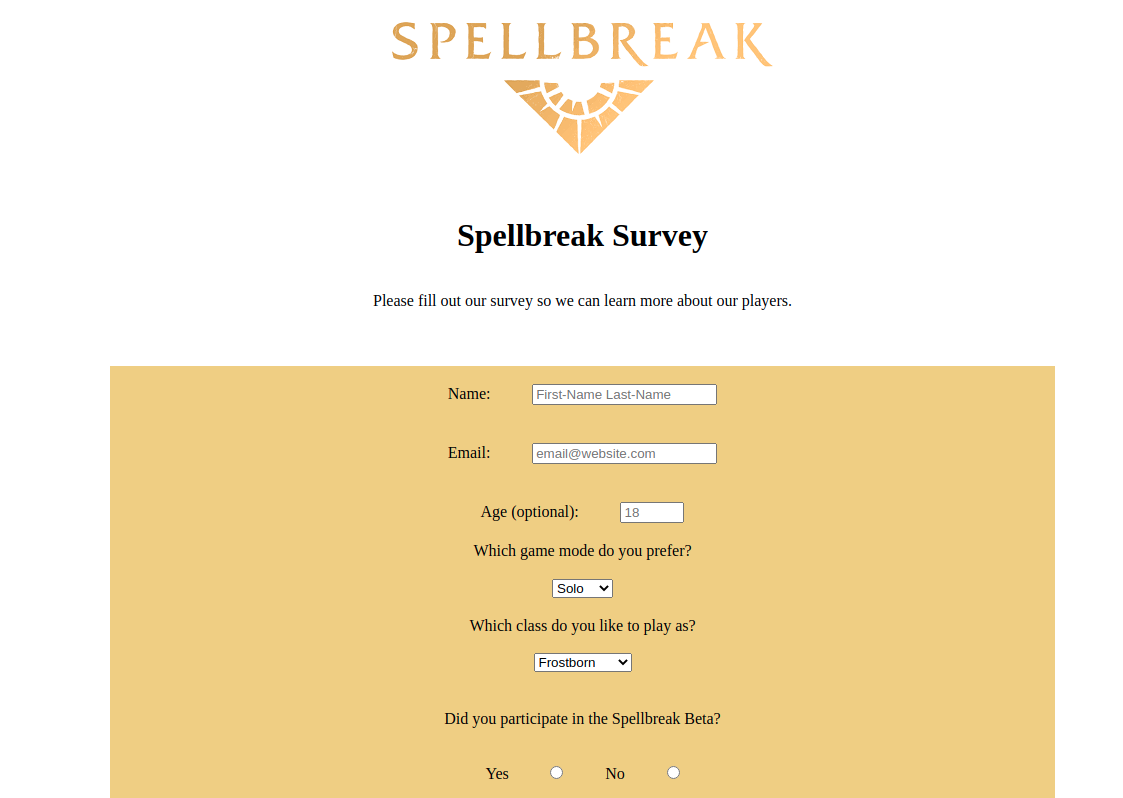 SPELLBREAK
Spellbreak Survey
Please fill out our survey so we can learn more about our players.
Name: First-Name Last-Name
Email: email@website.com
Age (optional): 18
Which game mode do you prefer?
Solo
Which class do you like to play as?
Frostborn
Did you participate in the Spellbreak Beta?
Yes No